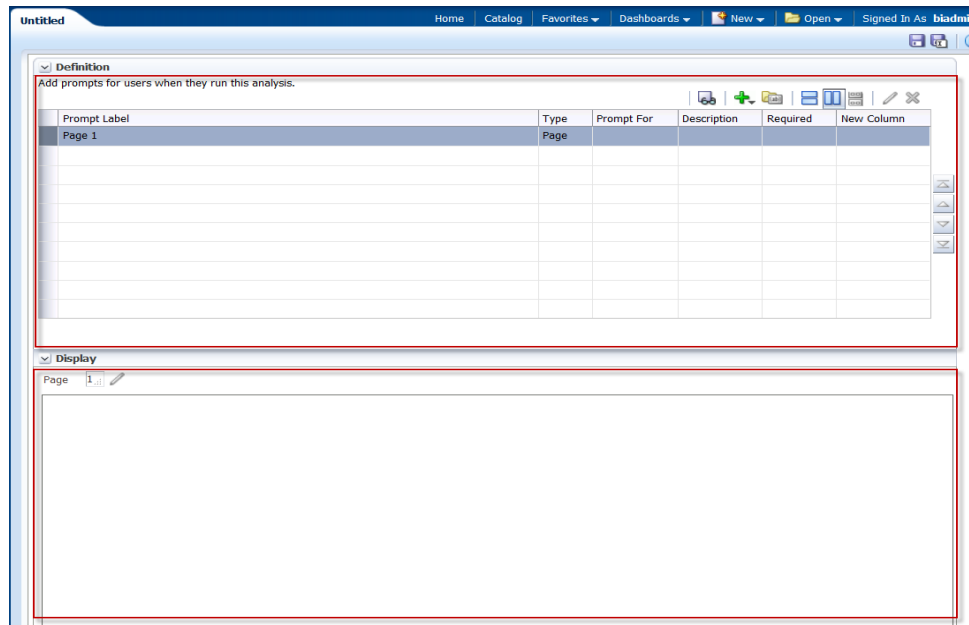 Untitled
Home Catalog Favorites Dashboards New Open Signed In As biadmi
Definition
Add prompts for users when they run this analysis.
Prompt Label Type Prompt For Description Required New Column
Page 1 Page
Display
Page 1